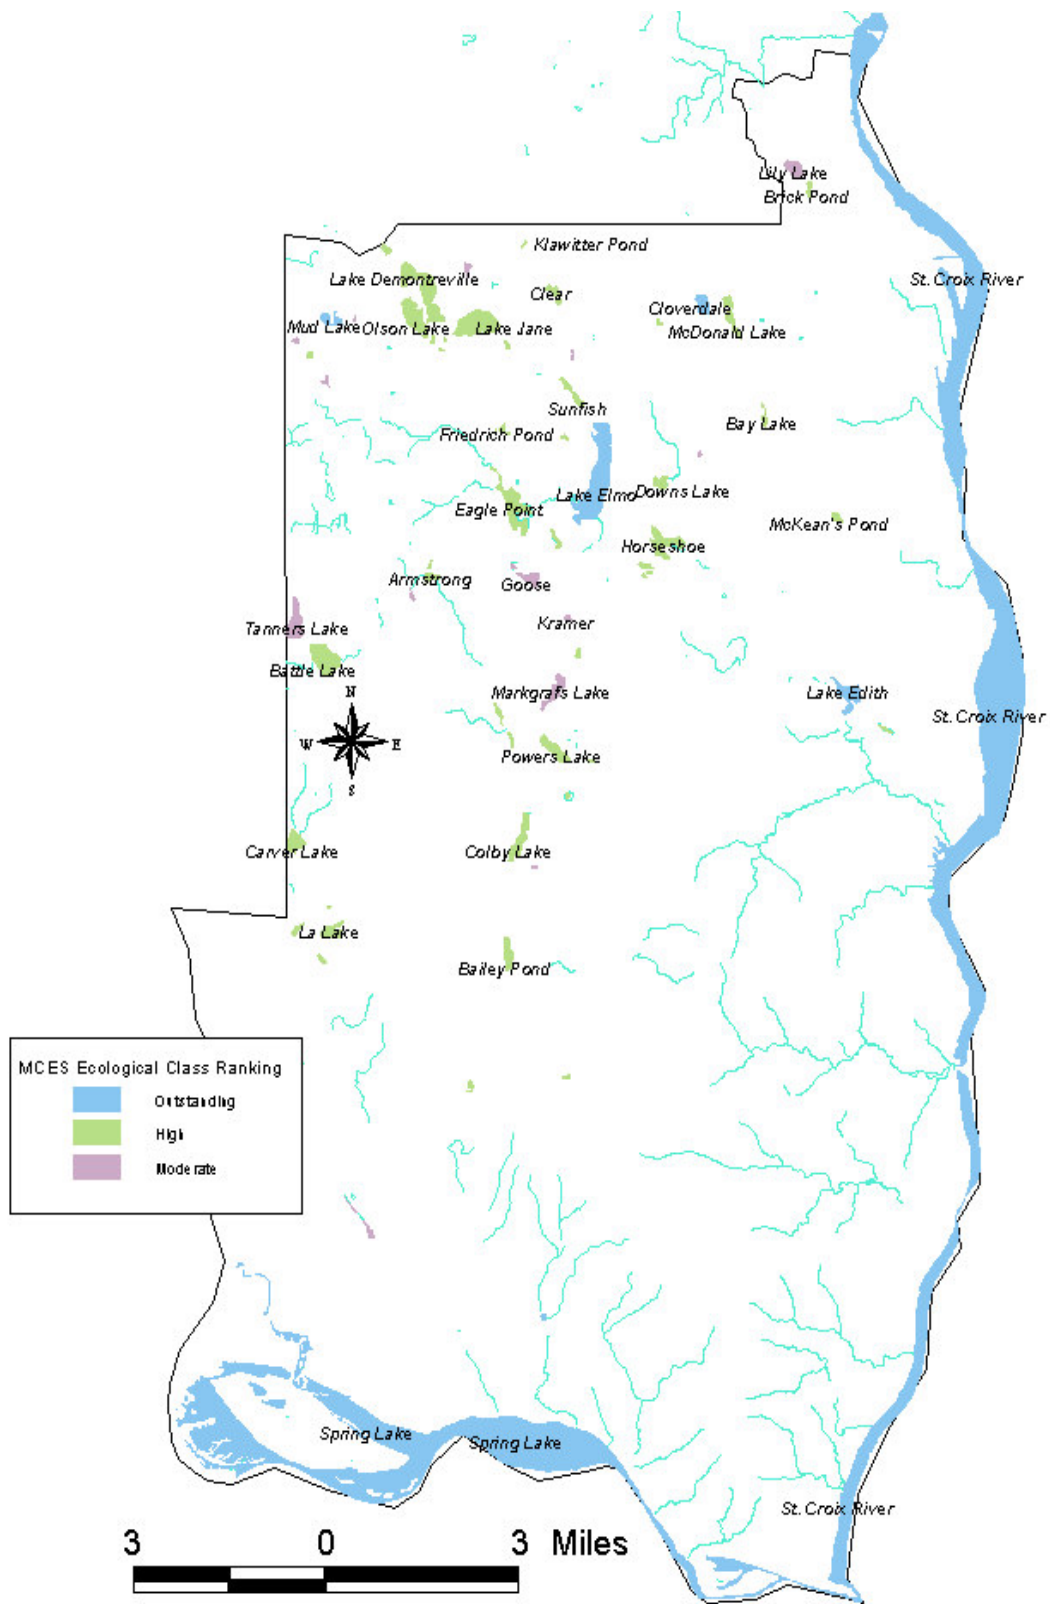 Lily Lake
Brick Pond
Klawitter Pond
Lake Demontreville
St. Croix River
Clear
Cloverdale
Mud Lake
Olson Lake
Lake Jane
McDonald Lake
Sunfish
Bay Lake
Friedrich Pond
Lake Elmo
Downs Lake
Eagle Point
McKean's Pond
Horseshoe
Armstrong
Goose
Kramer
Tanners Lake
Battle Lake
Markgrafs Lake
Lake Edith
N
W
E
S
St. Croix River
Powers Lake
Carver Lake
Colby Lake
La Lake
Bailey Pond
MCES Ecological Class Ranking
Outstanding
High
Moderate
Spring Lake
Spring Lake
St. Croix River
3 0 3 Miles